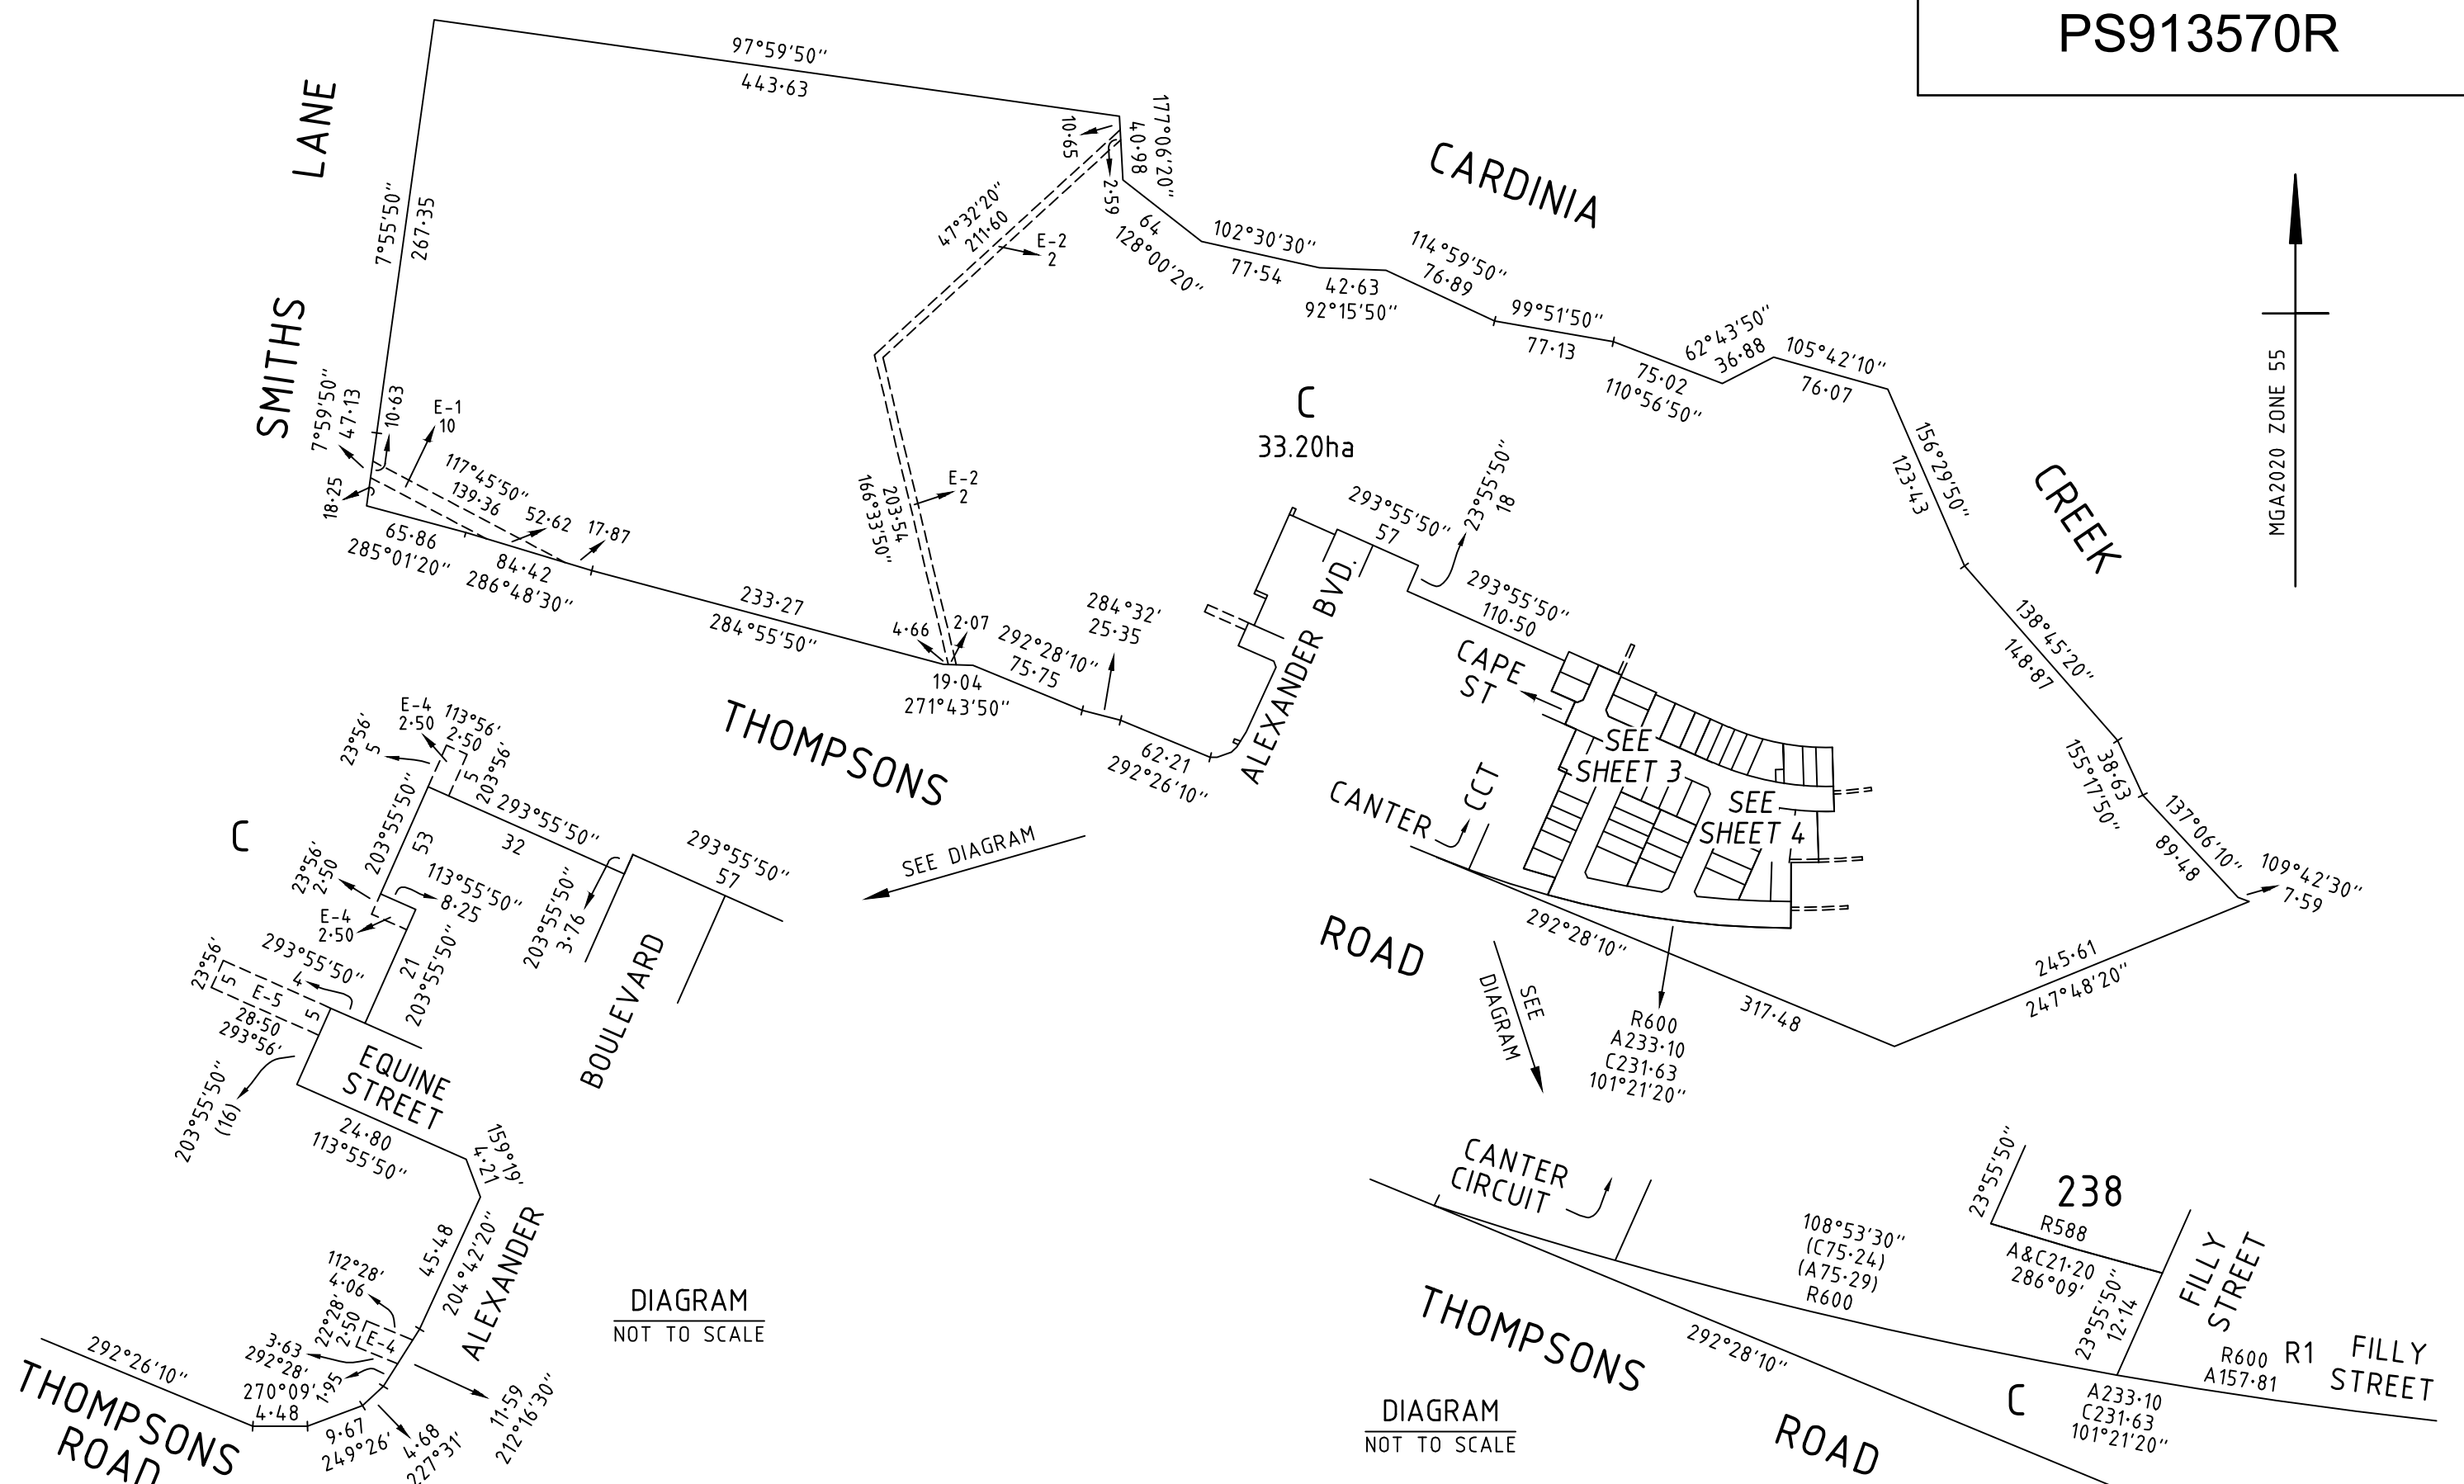 PS913570R
97°59'50"
443·63
LANE
SMITHS
7°55'50"
267·35
10·65
177°06'20"
40·98
2·59
64
128°00'20"
47°32'20"
211·60
E-2
2
102°30'30"
77·54
42·63
92°15'50"
114°59'50"
76·89
99°51'50"
77·13
75·02
110°56'50"
62°43'50"
36·88
105°42'10"
76·07
CARDINIA
CREEK
156°29'50"
123·43
138°45'20"
148·87
38·63
155°17'50"
137°06'10"
89·48
109°42'30"
7·59
245·61
247°48'20"
MGA2020 ZONE 55
C
33.20ha
7°59'50"
47·13
10·63
E-1
10
18·25
117°45'50"
139·36
52·62
17·87
65·86
285°01'20"
84·42
286°48'30"
233·27
284°55'50"
166°33'50"
203·54
E-2
2
4·66
2·07
19·04
271°43'50"
292°28'10"
75·75
284°32'
25·35
62·21
292°26'10"
293°55'50"
57
23°55'50"
18
293°55'50"
110·50
ALEXANDER BVD.
CAPE
ST
SEE
SHEET 3
SEE
SHEET 4
CANTER
CCT
THOMPSONS
ROAD
292°28'10"
317·48
R600
A233·10
C231·63
101°21'20"
SEE DIAGRAM
SEE
DIAGRAM
C
23°56'
5
E-4
2·50
113°56'
2·50
5
203°56'
203°55'50"
53
293°55'50"
32
293°55'50"
57
203°55'50"
3·76
BOULEVARD
23°56'
2·50
113°55'50"
8·25
E-4
2·50
21
203°55'50"
293°55'50"
4
23°56'
5
E-5
5
28·50
293°56'
203°55'50"
(16)
EQUINE
STREET
24·80
113°55'50"
159°19'
4·27
45·48
204°42'20"
ALEXANDER
112°28'
4·06
22°28'
2·50
E-4
3·63
292°28'
1·95
270°09'
4·48
9·67
249°26'
4·68
227°31'
11·59
212°16'30"
292°26'10"
THOMPSONS
ROAD
DIAGRAM
NOT TO SCALE
CANTER
CIRCUIT
108°53'30"
(C75·24)
(A75·29)
R600
23°55'50"
238
R588
A&C21·20
286°09'
23°55'50"
12·14
FILLY
STREET
R600
A157·81
R1
FILLY
STREET
THOMPSONS
ROAD
292°28'10"
C
A233·10
C231·63
101°21'20"
DIAGRAM
NOT TO SCALE